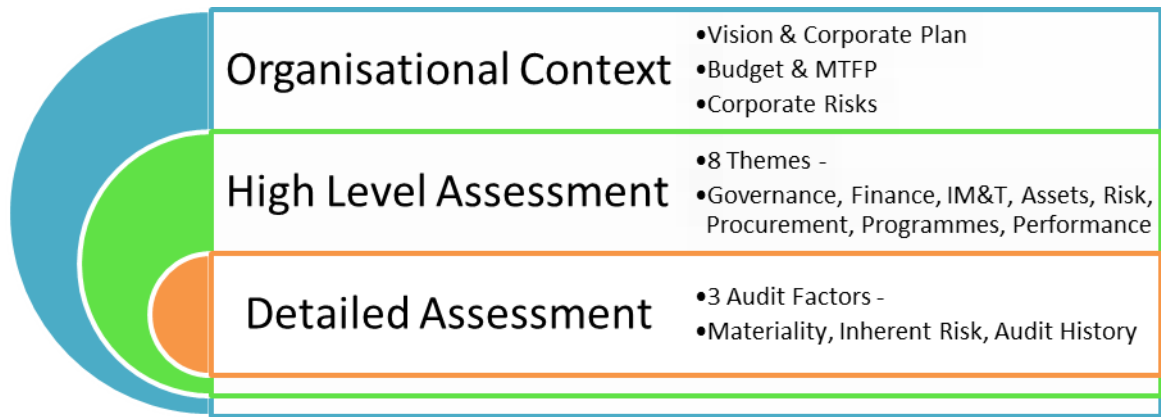 Organisational Context
•Vision & Corporate Plan
•Budget & MTFP
•Corporate Risks
High Level Assessment
•8 Themes -
•Governance, Finance, IM&T, Assets, Risk,
Procurement, Programmes, Performance
Detailed Assessment
•3 Audit Factors -
•Materiality, Inherent Risk, Audit History